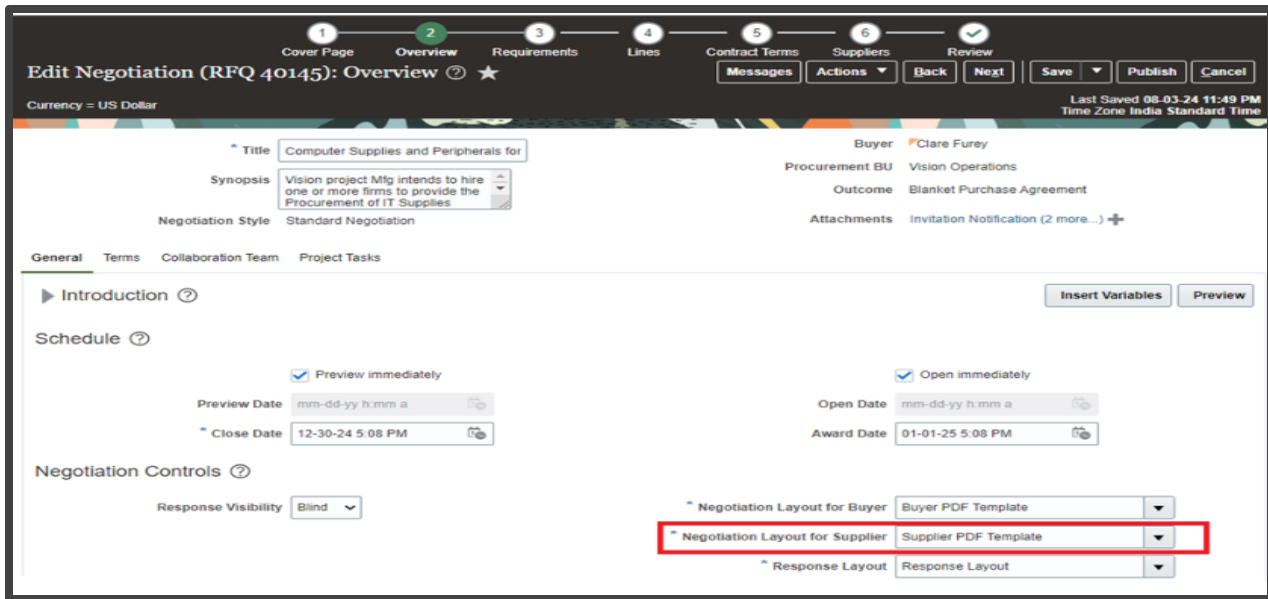 1 2 3 4 5 6
Cover Page Overview Requirements Lines Contract Terms Suppliers Review
Edit Negotiation (RFQ 40145): Overview ?
Messages Actions Back Next Save Publish Cancel
Currency = US Dollar
Last Saved 08-03-24 11:49 PM
Time Zone India Standard Time
* Title Computer Supplies and Peripherals for
Synopsis Vision project Mfg intends to hire
one or more firms to provide the
Procurement of IT Supplies
Negotiation Style Standard Negotiation
Buyer Clare Furey
Procurement BU Vision Operations
Outcome Blanket Purchase Agreement
Attachments Invitation Notification (2 more...)
General Terms Collaboration Team Project Tasks
Introduction ?
Insert Variables Preview
Schedule ?
Preview immediately Open immediately
Preview Date mm-dd-yy h:mm a Open Date mm-dd-yy h:mm a
* Close Date 12-30-24 5:08 PM Award Date 01-01-25 5:08 PM
Negotiation Controls ?
Response Visibility Blind * Negotiation Layout for Buyer Buyer PDF Template
* Negotiation Layout for Supplier Supplier PDF Template
* Response Layout Response Layout